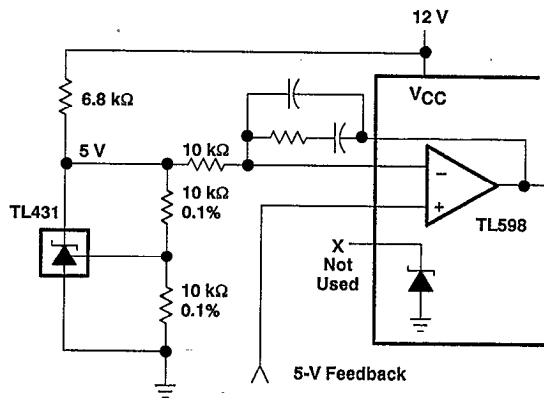 12 V
VCC
6.8 kΩ
5 V
10 kΩ
10 kΩ
0.1%
TL431
TL598
X
Not
Used
10 kΩ
0.1%
5-V Feedback
−
+